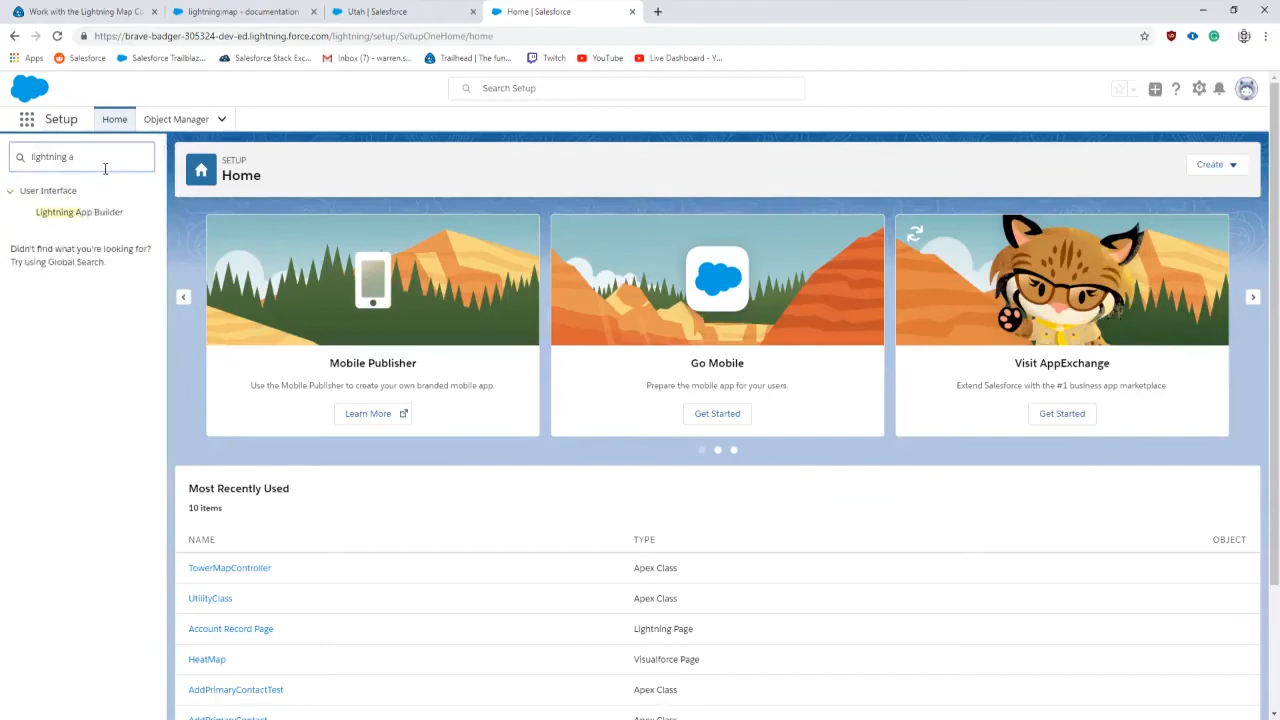 Work with the Lightning Map Co
lightning:map - documentation
Utah | Salesforce
Home | Salesforce
https://brave-badger-305324-dev-ed.lightning.force.com/lightning/setup/SetupOneHome/home
Apps
Salesforce
Salesforce Trailblaz...
Salesforce Stack Exc...
Inbox (7) - warren.s...
Trailhead | The fun...
Twitch
YouTube
Live Dashboard - Y...
Search Setup
Setup
Home
Object Manager
lightning a
User Interface
Lightning App Builder
Didn't find what you're looking for?
Try using Global Search.
SETUP
Home
Create
Mobile Publisher
Use the Mobile Publisher to create your own branded mobile app.
Learn More
Go Mobile
Prepare the mobile app for your users.
Get Started
Visit AppExchange
Extend Salesforce with the #1 business app marketplace.
Get Started
Most Recently Used
10 items
NAME TYPE OBJECT
TowerMapController Apex Class
UtilityClass Apex Class
Account Record Page Lightning Page
HeatMap Visualforce Page
AddPrimaryContactTest Apex Class
AddPrimaryContact Apex Class